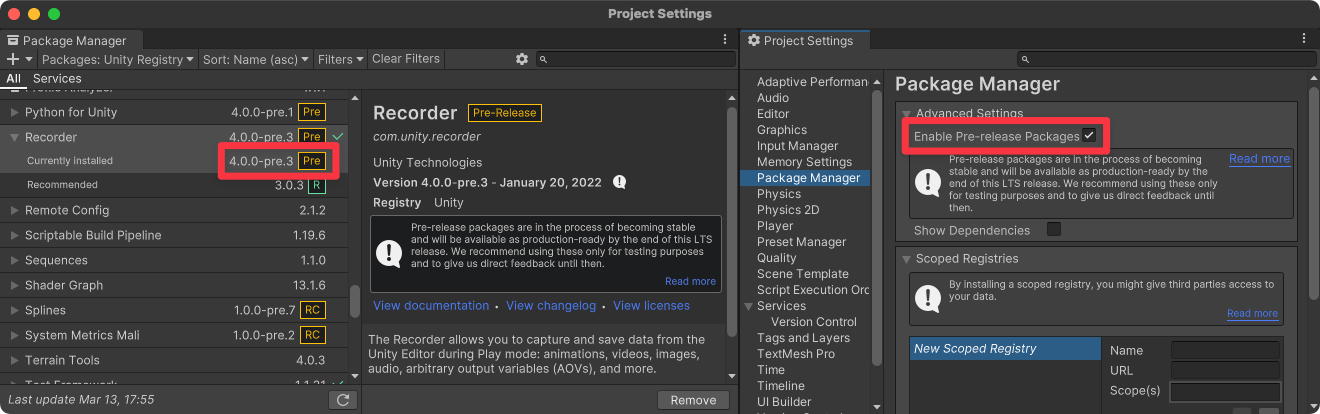 Project Settings
Package Manager
Packages: Unity Registry
Sort: Name (asc)
Filters
Clear Filters
All
Services
Python for Unity
4.0.0-pre.1
Pre
Recorder
4.0.0-pre.3
Pre
Currently installed
4.0.0-pre.3
Pre
Recommended
3.0.3
R
Remote Config
2.1.2
Scriptable Build Pipeline
1.19.6
Sequences
1.1.0
Shader Graph
13.1.6
Splines
1.0.0-pre.7
RC
System Metrics Mali
1.0.0-pre.2
RC
Terrain Tools
4.0.3
Last update Mar 13, 17:55
Recorder
Pre-Release
com.unity.recorder
Unity Technologies
Version 4.0.0-pre.3 - January 20, 2022
Registry Unity
Pre-release packages are in the process of becoming stable
and will be available as production-ready by the end of this LTS
release. We recommend using these only for testing purposes
and to give us direct feedback until then.
Read more
View documentation • View changelog • View licenses
The Recorder allows you to capture and save data from the
Unity Editor during Play mode: animations, videos, images,
audio, arbitrary output variables (AOVs), and more.
Remove
Project Settings
Adaptive Performan
Audio
Editor
Graphics
Input Manager
Memory Settings
Package Manager
Physics
Physics 2D
Player
Preset Manager
Quality
Scene Template
Script Execution Ord
Services
Version Control
Tags and Layers
TextMesh Pro
Time
Timeline
UI Builder
Package Manager
Advanced Settings
Enable Pre-release Packages
Pre-release packages are in the process of becoming
stable and will be available as production-ready by the
end of this LTS release. We recommend using these only
for testing purposes and to give us direct feedback until
then.
Read more
Show Dependencies
Scoped Registries
By installing a scoped registry, you might give third parties access to
your data.
Read more
New Scoped Registry
Name
URL
Scope(s)